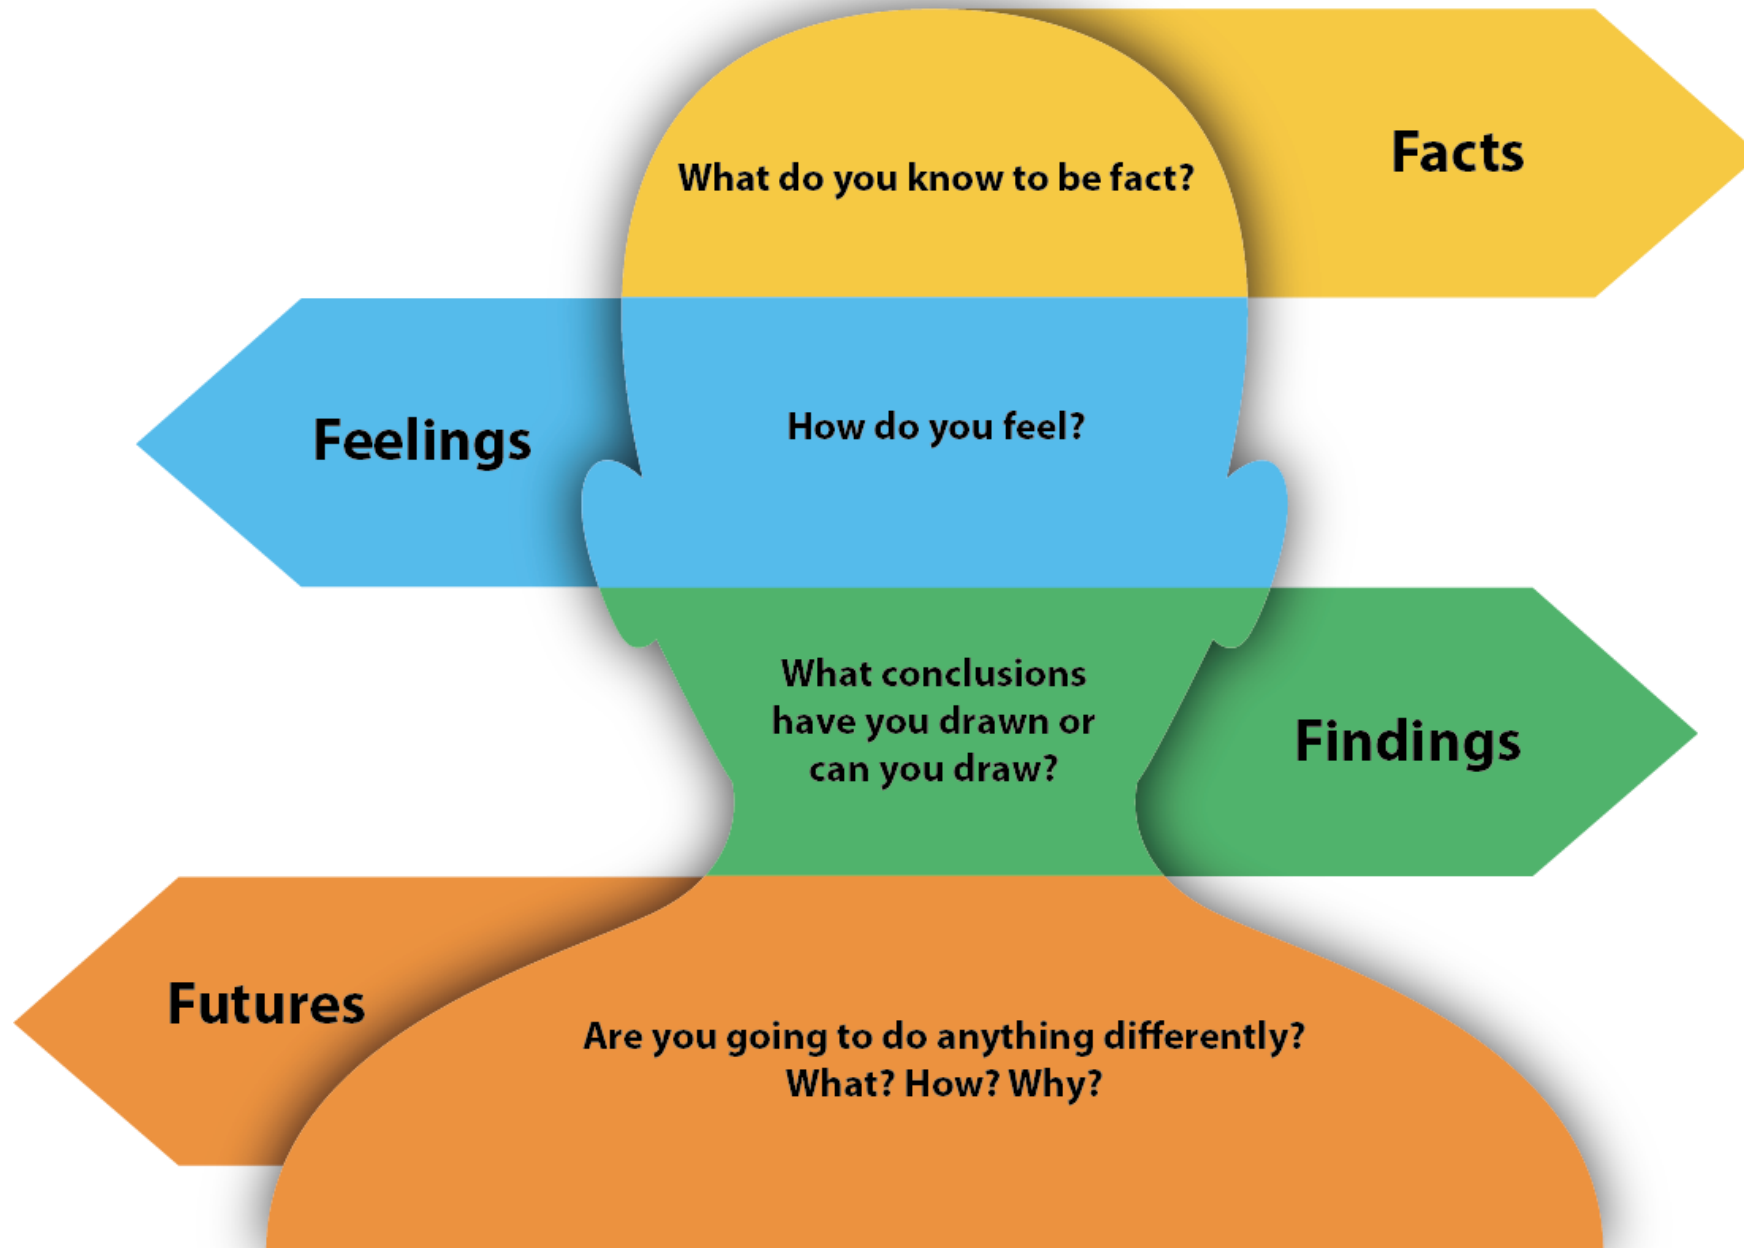 What do you know to be fact?
Facts
How do you feel?
Feelings
What conclusions
have you drawn or
can you draw?
Findings
Futures
Are you going to do anything differently?
What? How? Why?